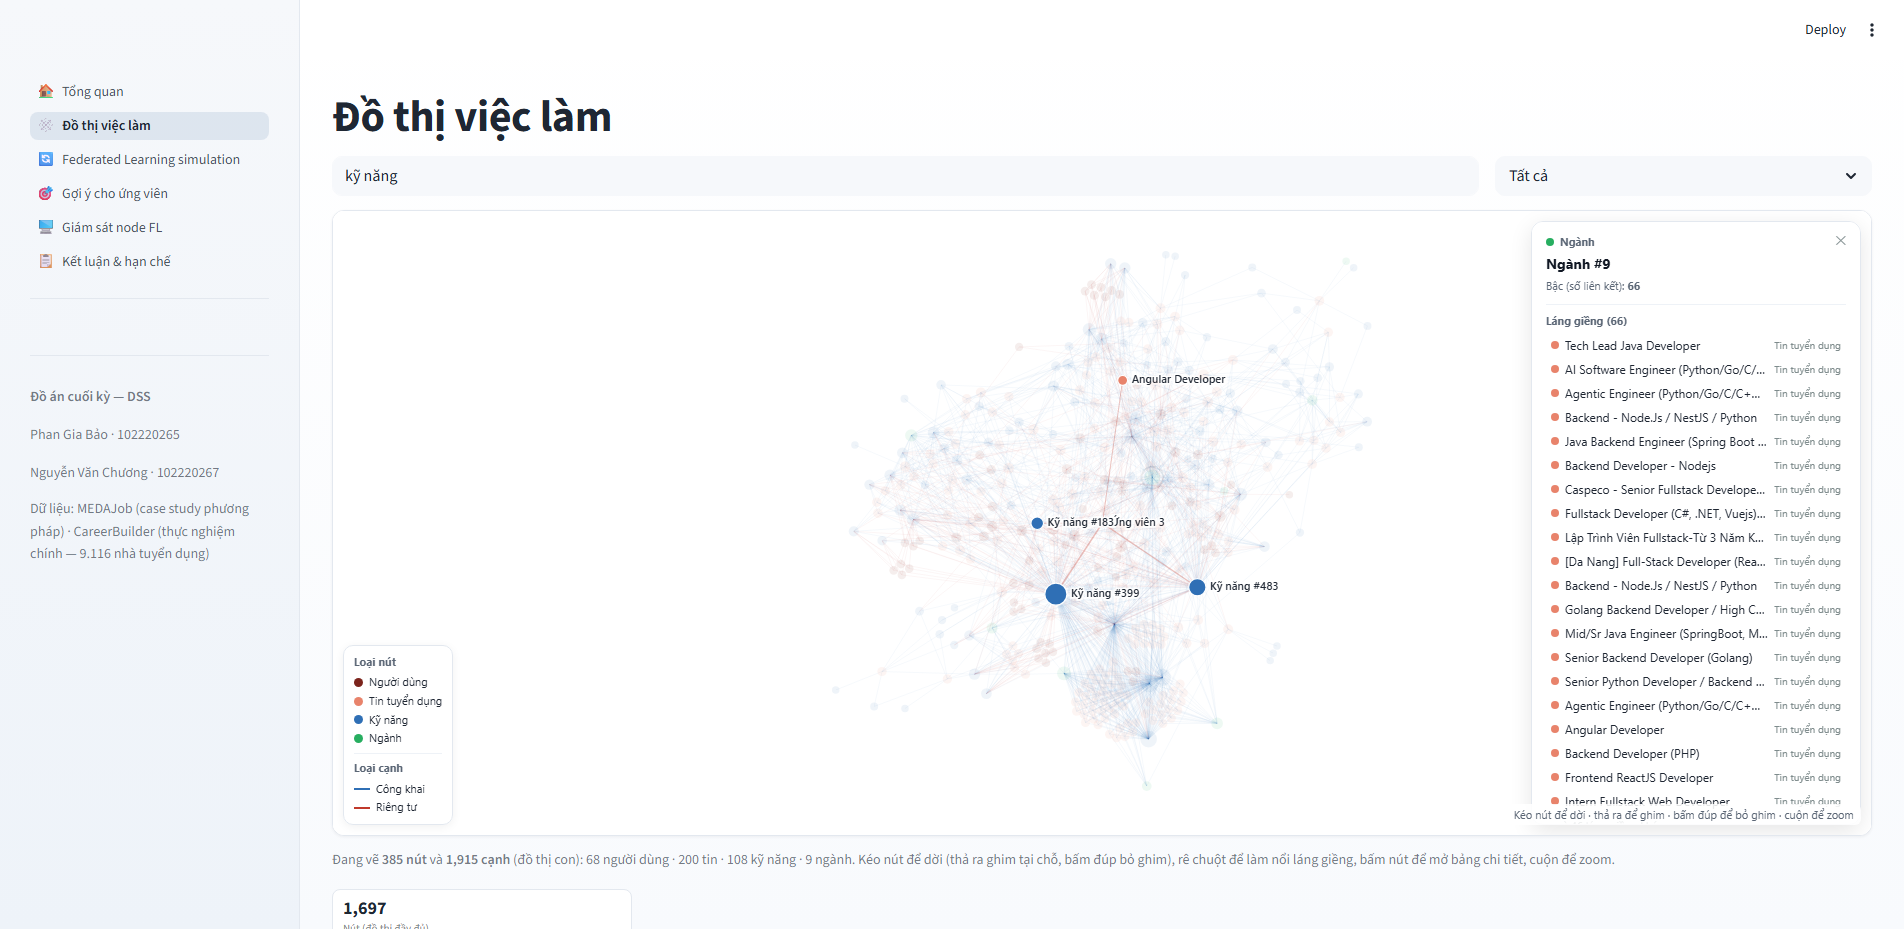 Deploy
Tổng quan
Đồ thị việc làm
Federated Learning simulation
Gợi ý cho ứng viên
Giám sát node FL
Kết luận & hạn chế
Đồ án cuối kỳ — DSS
Phan Gia Bảo · 102220265
Nguyễn Văn Chương · 102220267
Dữ liệu: MEDAJob (case study phương
pháp) · CareerBuilder (thực nghiệm
chính — 9.116 nhà tuyển dụng)
Đồ thị việc làm
kỹ năng
Tất cả
Angular Developer
Kỹ năng #183
Ứng viên 3
Kỹ năng #399
Kỹ năng #483
Loại nút
Người dùng
Tin tuyển dụng
Kỹ năng
Ngành
Loại cạnh
Công khai
Riêng tư
Ngành
Ngành #9
Bậc (số liên kết): 66
Láng giềng (66)
Tech Lead Java Developer Tin tuyển dụng
AI Software Engineer (Python/Go/C/... Tin tuyển dụng
Agentic Engineer (Python/Go/C/C+... Tin tuyển dụng
Backend - Node.Js / NestJS / Python Tin tuyển dụng
Java Backend Engineer (Spring Boot ... Tin tuyển dụng
Backend Developer - Nodejs Tin tuyển dụng
Caspeco - Senior Fullstack Develope... Tin tuyển dụng
Fullstack Developer (C#, .NET, Vuejs)... Tin tuyển dụng
Lập Trình Viên Fullstack-Từ 3 Năm K... Tin tuyển dụng
[Da Nang] Full-Stack Developer (Rea... Tin tuyển dụng
Backend - Node.Js / NestJS / Python Tin tuyển dụng
Golang Backend Developer / High C... Tin tuyển dụng
Mid/Sr Java Engineer (SpringBoot, M... Tin tuyển dụng
Senior Backend Developer (Golang) Tin tuyển dụng
Senior Python Developer / Backend ... Tin tuyển dụng
Agentic Engineer (Python/Go/C/C+... Tin tuyển dụng
Angular Developer Tin tuyển dụng
Backend Developer (PHP) Tin tuyển dụng
Frontend ReactJS Developer Tin tuyển dụng
Intern Fullstack Web Developer Tin tuyển dụng
Kéo nút để dời · thả ra để ghim · bấm đúp để bỏ ghim · cuộn để zoom
Đang vẽ 385 nút và 1,915 cạnh (đồ thị con): 68 người dùng · 200 tin · 108 kỹ năng · 9 ngành. Kéo nút để dời (thả ra ghim tại chỗ, bấm đúp bỏ ghim), rê chuột để làm nổi láng giềng, bấm nút để mở bảng chi tiết, cuộn để zoom.
1,697
Nút (đồ thị đầy đủ)